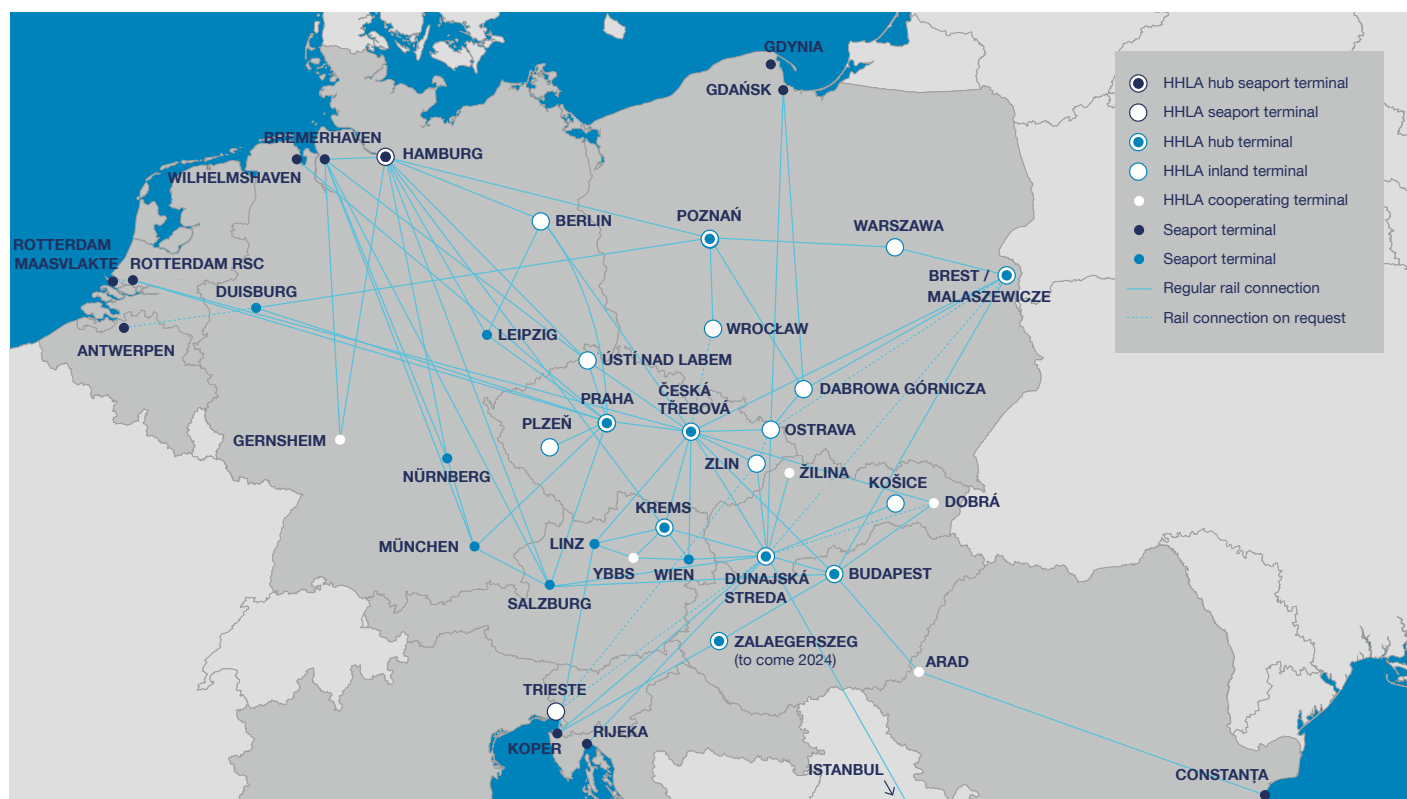 GDYNIA
GDAŃSK
BREMERHAVEN
HAMBURG
WILHELMSHAVEN
BERLIN
POZNAŃ
WARSZAWA
ROTTERDAM
MAASVLAKTE
ROTTERDAM RSC
DUISBURG
BREST /
MALASZEWICZE
ANTWERPEN
LEIPZIG
WROCŁAW
ÚSTÍ NAD LABEM
PRAHA
ČESKÁ
TŘEBOVÁ
DABROWA GÓRNICZA
PLZEŇ
OSTRAVA
GERNSHEIM
NÜRNBERG
ZLIN
ŽILINA
KOŠICE
DOBRÁ
KREMS
MÜNCHEN
LINZ
YBBS
WIEN
DUNAJSKÁ
STREDA
BUDAPEST
SALZBURG
ZALAEGERSZEG
(to come 2024)
ARAD
TRIESTE
KOPER
RIJEKA
ISTANBUL
CONSTANȚA
HHLA hub seaport terminal
HHLA seaport terminal
HHLA hub terminal
HHLA inland terminal
HHLA cooperating terminal
Seaport terminal
Seaport terminal
Regular rail connection
Rail connection on request